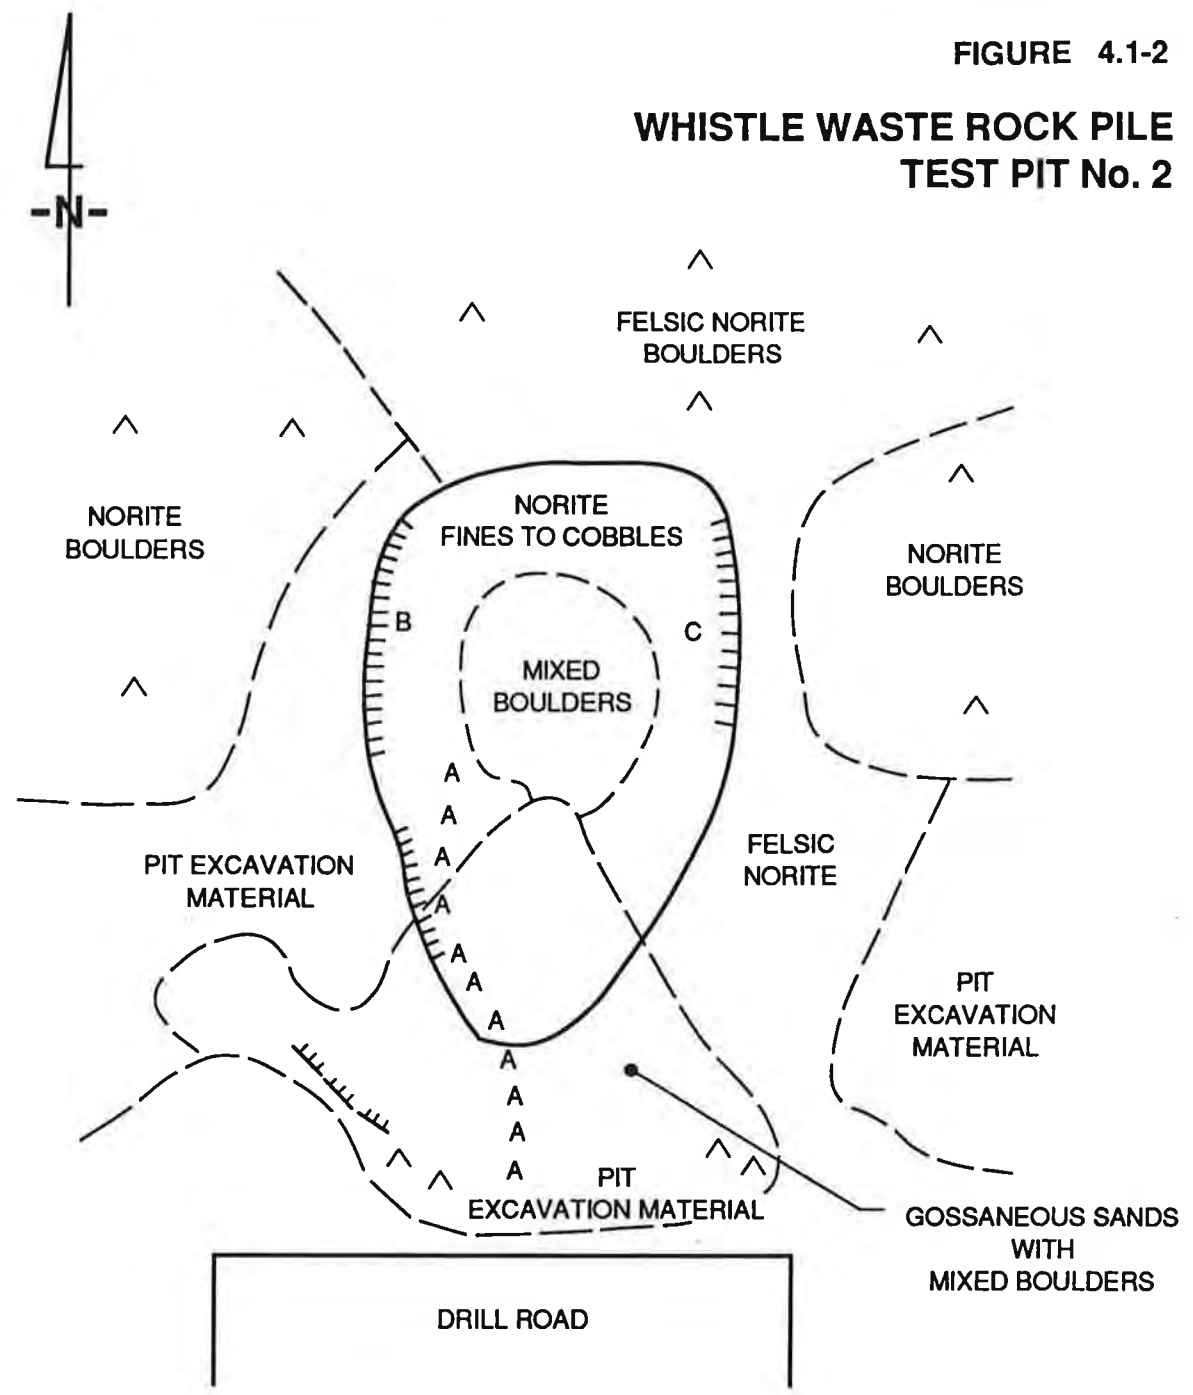 FIGURE 4.1-2
WHISTLE WASTE ROCK PILE
TEST PIT No. 2
-N-
FELSIC NORITE
BOULDERS
NORITE
BOULDERS
NORITE
FINES TO COBBLES
NORITE
BOULDERS
B
C
MIXED
BOULDERS
A
A
A
A
A
A
A
A
A
A
A
PIT EXCAVATION
MATERIAL
FELSIC
NORITE
PIT
EXCAVATION
MATERIAL
PIT
EXCAVATION MATERIAL
GOSSANEOUS SANDS
WITH
MIXED BOULDERS
DRILL ROAD